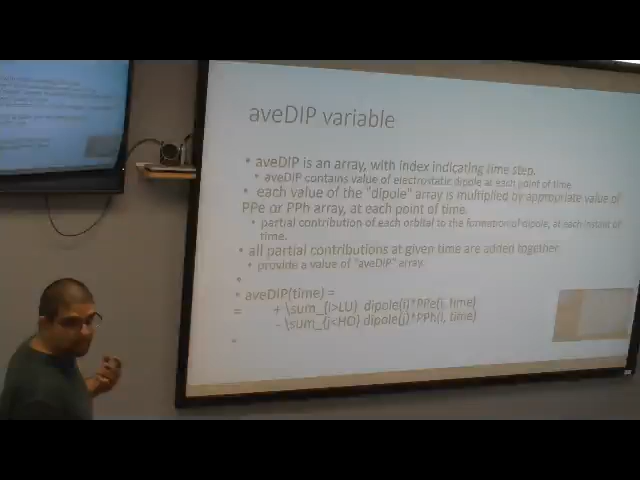 aveDIP variable
• aveDIP is an array, with index indicating time step.
• aveDIP contains value of electrostatic dipole at each point of time
• each value of the "dipole" array is multiplied by appropriate value of
PPe or PPh array, at each point of time.
• partial contribution of each orbital to the formation of dipole, at each instant of
time.
• all partial contributions at given time are added together
• provide a value of "aveDIP" array.
•
• aveDIP(time) =
= + \sum_{i>LU} dipole(i)*PPe(i, time)
- \sum_{j<HO} dipole(j)*PPh(i, time)
•